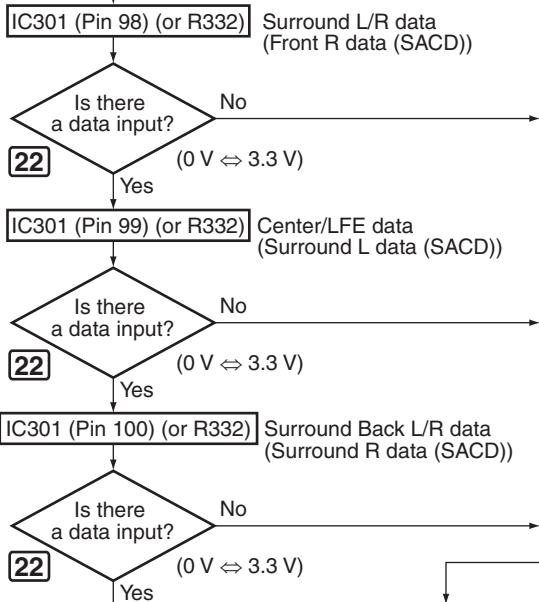 IC301 (Pin 98) (or R332) Surround L/R data
(Front R data (SACD))
Is there
a data input?
No
22
(0 V ⇔ 3.3 V)
Yes
IC301 (Pin 99) (or R332) Center/LFE data
(Surround L data (SACD))
Is there
a data input?
No
22
(0 V ⇔ 3.3 V)
Yes
IC301 (Pin 100) (or R332) Surround Back L/R data
(Surround R data (SACD))
Is there
a data input?
No
22
(0 V ⇔ 3.3 V)
Yes